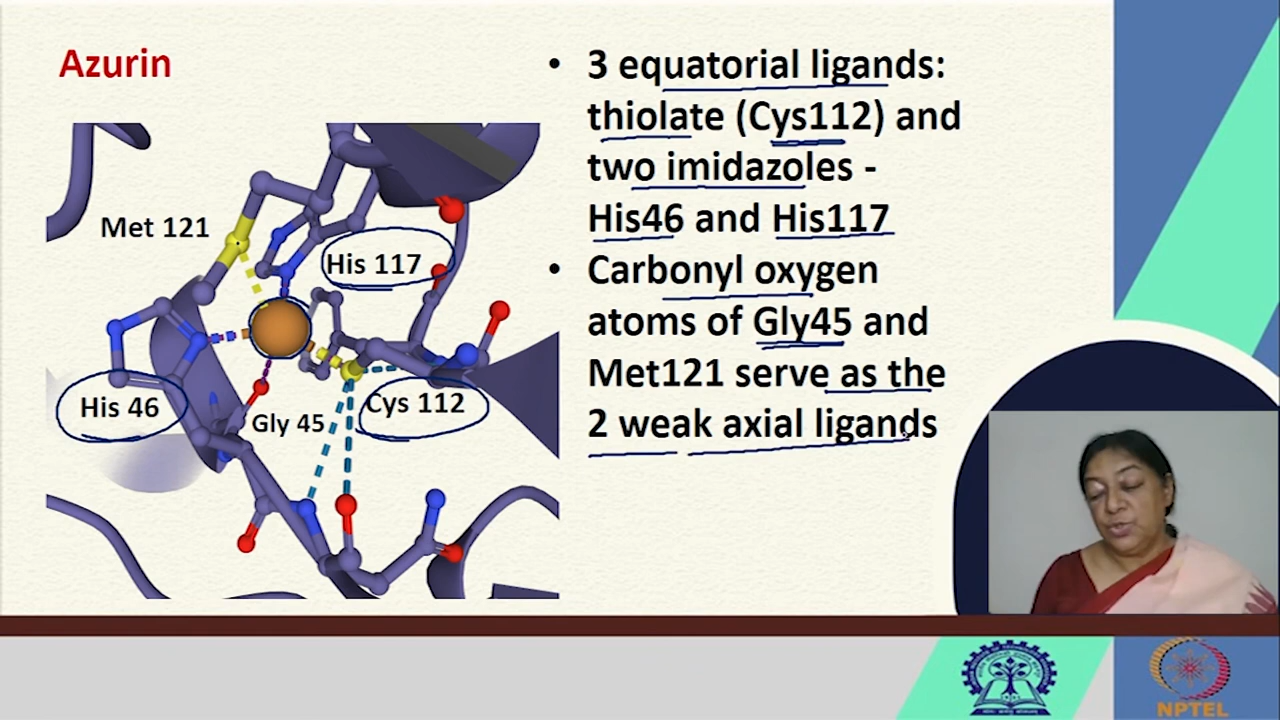 Azurin
Met 121
His 117
His 46
Gly 45
Cys 112
• 3 equatorial ligands:
thiolate (Cys112) and
two imidazoles -
His46 and His117
• Carbonyl oxygen
atoms of Gly45 and
Met121 serve as the
2 weak axial ligands
NPTEL